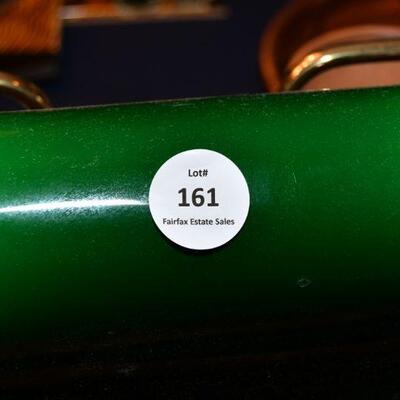 Lot#
161
Fairfax Estate Sales